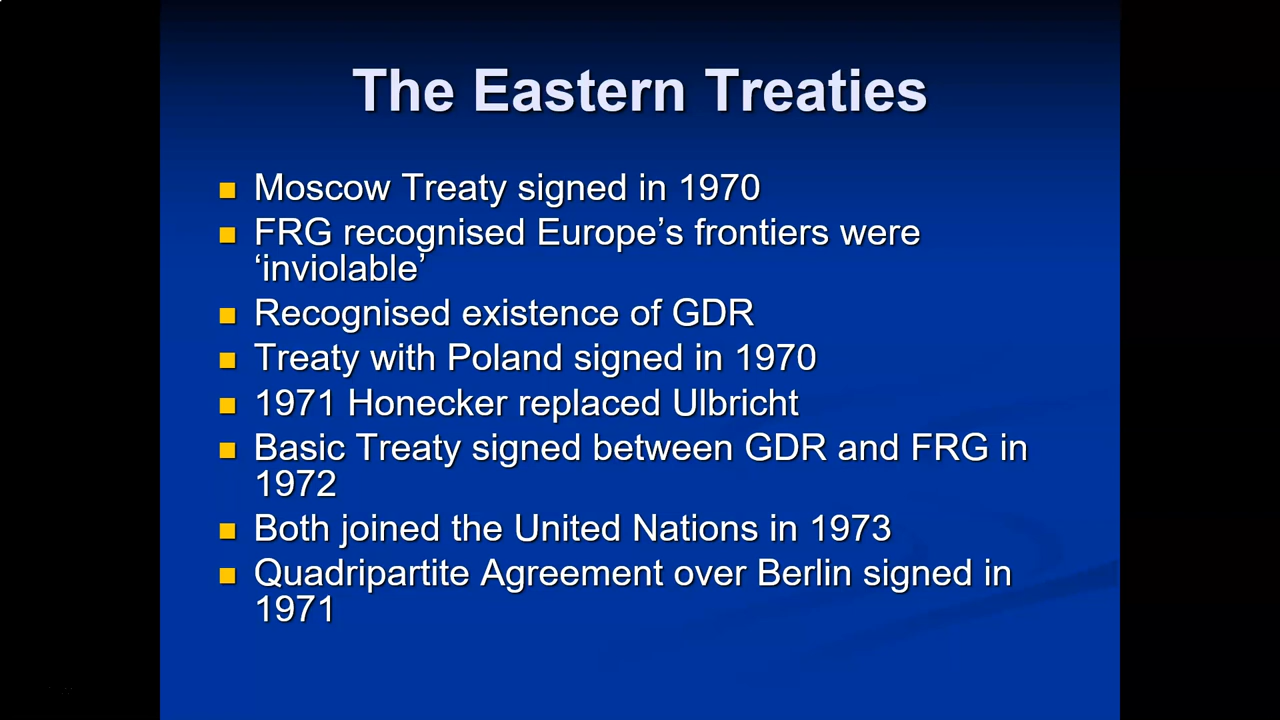 The Eastern Treaties
Moscow Treaty signed in 1970
FRG recognised Europe’s frontiers were
‘inviolable’
Recognised existence of GDR
Treaty with Poland signed in 1970
1971 Honecker replaced Ulbricht
Basic Treaty signed between GDR and FRG in
1972
Both joined the United Nations in 1973
Quadripartite Agreement over Berlin signed in
1971